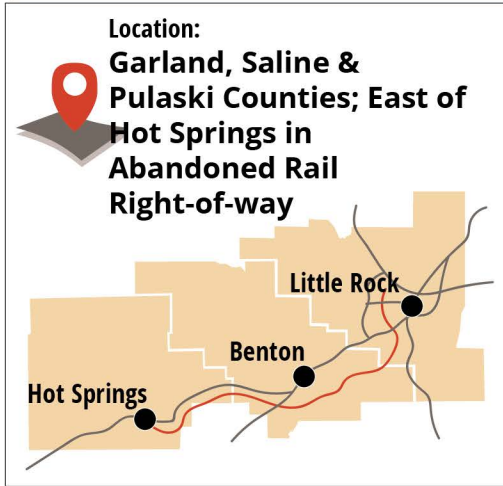 Location:
Garland, Saline &
Pulaski Counties; East of
Hot Springs in
Abandoned Rail
Right-of-way
Little Rock
Benton
Hot Springs